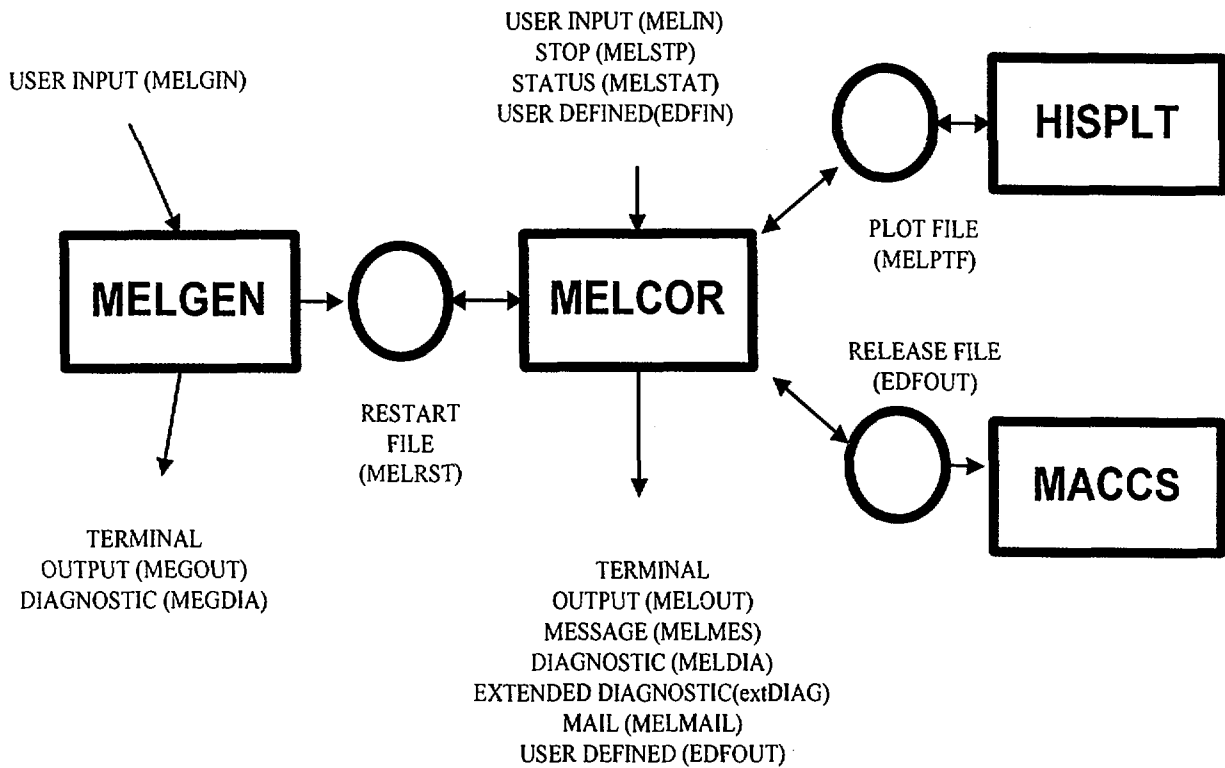 USER INPUT (MELGIN)
USER INPUT (MELIN)
STOP (MELSTP)
STATUS (MELSTAT)
USER DEFINED(EDFIN)
HISPLT
PLOT FILE
(MELPTF)
MELGEN
MELCOR
RESTART
FILE
(MELRST)
RELEASE FILE
(EDFOUT)
MACCS
TERMINAL
OUTPUT (MEGOUT)
DIAGNOSTIC (MEGDIA)
TERMINAL
OUTPUT (MELOUT)
MESSAGE (MELMES)
DIAGNOSTIC (MELDIA)
EXTENDED DIAGNOSTIC(extDIAG)
MAIL (MELMAIL)
USER DEFINED (EDFOUT)